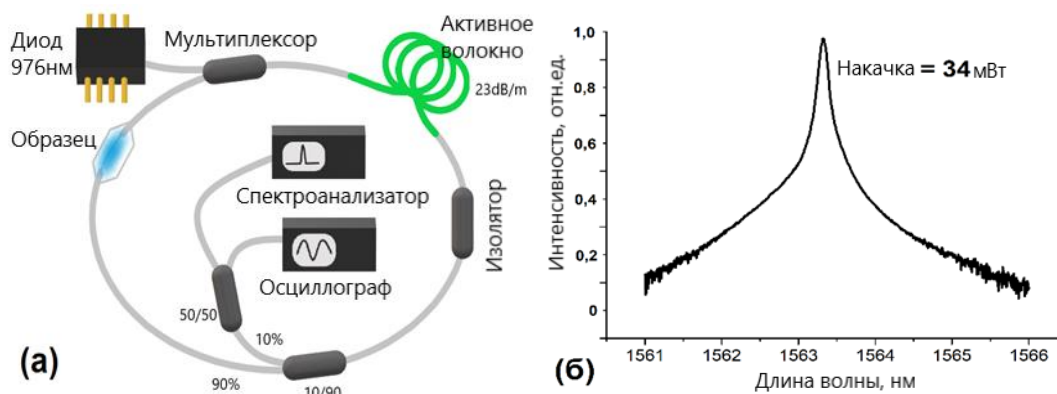 Диод
976нм
Мультиплексор
Активное
волокно
23dB/m
Образец
Спектроанализатор
Осциллограф
Изолятор
50/50
10%
90%
10/90
(а)
Интенсивность, отн.ед.
1,0
0,8
0,6
0,4
0,2
0
Накачка = 34 мВт
1561 1562 1563 1564 1565 1566
Длина волны, нм
(б)